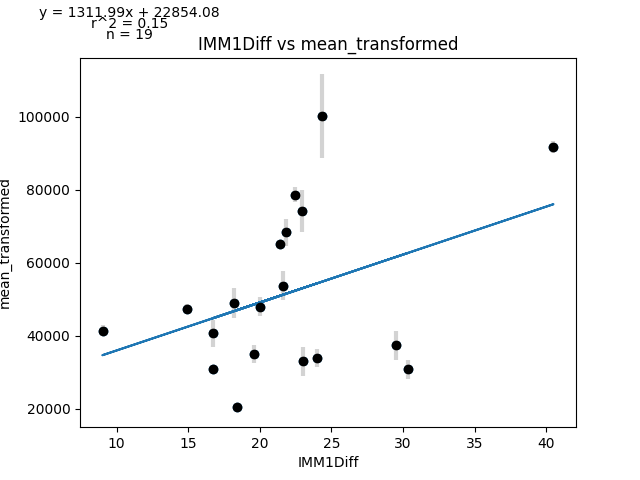 y = 1311.99x + 22854.08
r^2 = 0.15
n = 19
IMM1Diff vs mean_transformed
mean_transformed
100000
80000
60000
40000
20000
10 15 20 25 30 35 40
IMM1Diff